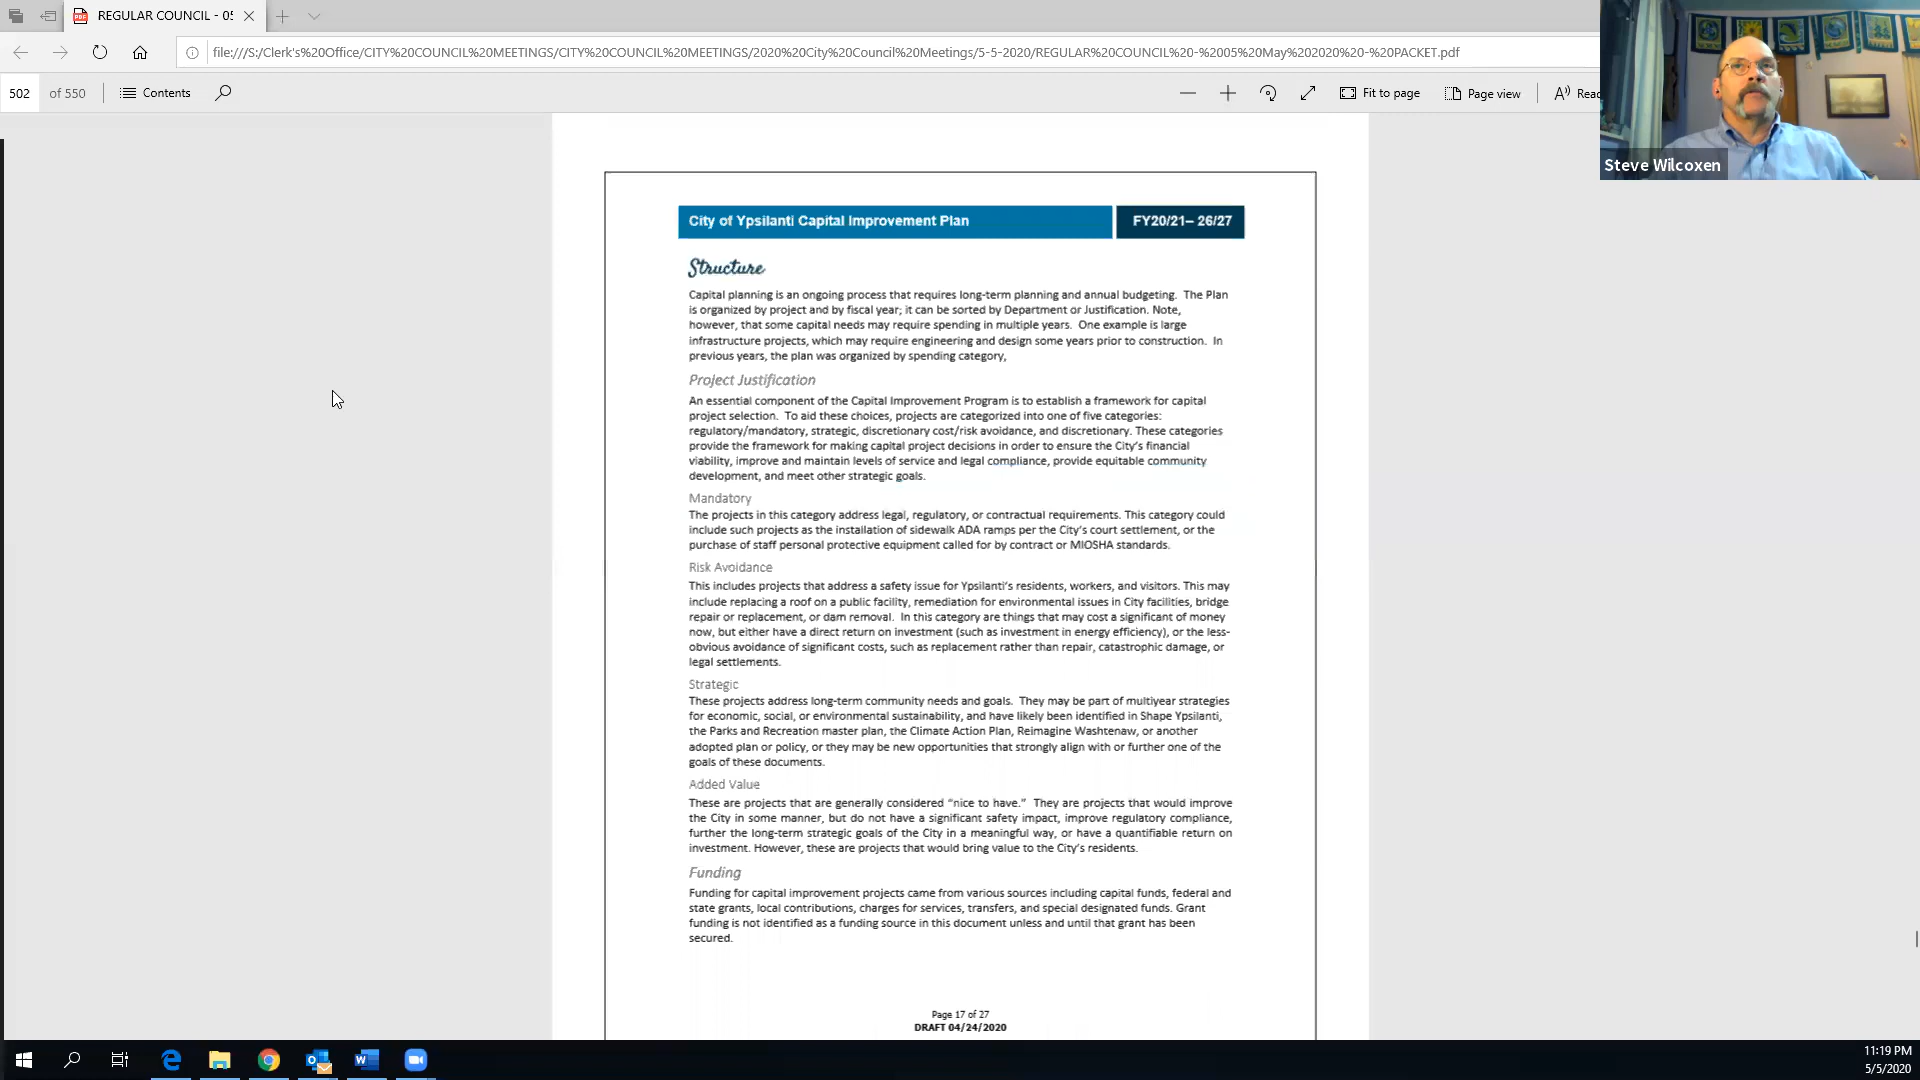 REGULAR COUNCIL - 05
file:///S:/Clerk's%20Office/CITY%20COUNCIL%20MEETINGS/CITY%20COUNCIL%20MEETINGS/2020%20City%20Council%20Meetings/5-5-2020/REGULAR%20COUNCIL%20-%2005%20May%202020%20-%20PACKET.pdf
502 of 550 Contents Fit to page Page view Read
Steve Wilcoxen
City of Ypsilanti Capital Improvement Plan FY20/21– 26/27
Structure
Capital planning is an ongoing process that requires long-term planning and annual budgeting. The Plan
is organized by project and by fiscal year; it can be sorted by Department or Justification. Note,
however, that some capital needs may require spending in multiple years. One example is large
infrastructure projects, which may require engineering and design some years prior to construction. In
previous years, the plan was organized by spending category,
Project Justification
An essential component of the Capital Improvement Program is to establish a framework for capital
project selection. To aid these choices, projects are categorized into one of five categories:
regulatory/mandatory, strategic, discretionary cost/risk avoidance, and discretionary. These categories
provide the framework for making capital project decisions in order to ensure the City's financial
viability, improve and maintain levels of service and legal compliance, provide equitable community
development, and meet other strategic goals.
Mandatory
The projects in this category address legal, regulatory, or contractual requirements. This category could
include such projects as the installation of sidewalk ADA ramps per the City's court settlement, or the
purchase of staff personal protective equipment called for by contract or MIOSHA standards.
Risk Avoidance
This includes projects that address a safety issue for Ypsilanti's residents, workers, and visitors. This may
include replacing a roof on a public facility, remediation for environmental issues in City facilities, bridge
repair or replacement, or dam removal. In this category are things that may cost a significant of money
now, but either have a direct return on investment (such as investment in energy efficiency), or the less-
obvious avoidance of significant costs, such as replacement rather than repair, catastrophic damage, or
legal settlements.
Strategic
These projects address long-term community needs and goals. They may be part of multiyear strategies
for economic, social, or environmental sustainability, and have likely been identified in Shape Ypsilanti,
the Parks and Recreation master plan, the Climate Action Plan, Reimagine Washtenaw, or another
adopted plan or policy, or they may be new opportunities that strongly align with or further one of the
goals of these documents.
Added Value
These are projects that are generally considered “nice to have.” They are projects that would improve
the City in some manner, but do not have a significant safety impact, improve regulatory compliance,
further the long-term strategic goals of the City in a meaningful way, or have a quantifiable return on
investment. However, these are projects that would bring value to the City's residents.
Funding
Funding for capital improvement projects came from various sources including capital funds, federal and
state grants, local contributions, charges for services, transfers, and special designated funds. Grant
funding is not identified as a funding source in this document unless and until that grant has been
secured.
Page 17 of 27
DRAFT 04/24/2020
11:19 PM
5/5/2020